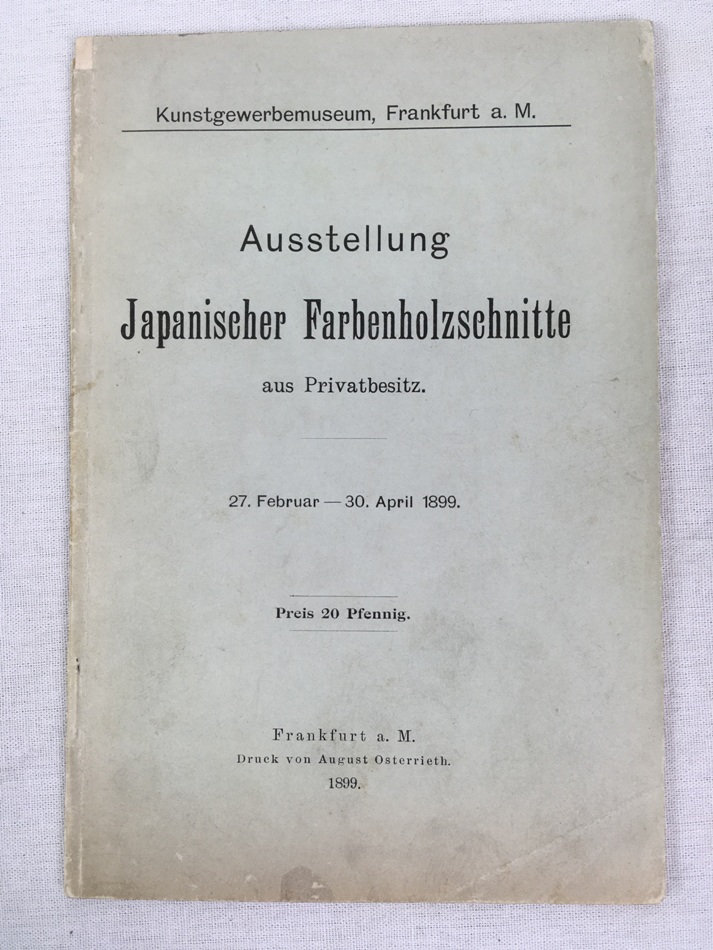 Kunstgewerbemuseum, Frankfurt a. M.
Ausstellung
Japanischer Farbenholzschnitte
aus Privatbesitz.
27. Februar — 30. April 1899.
Preis 20 Pfennig.
Frankfurt a. M.
Druck von August Osterrieth.
1899.